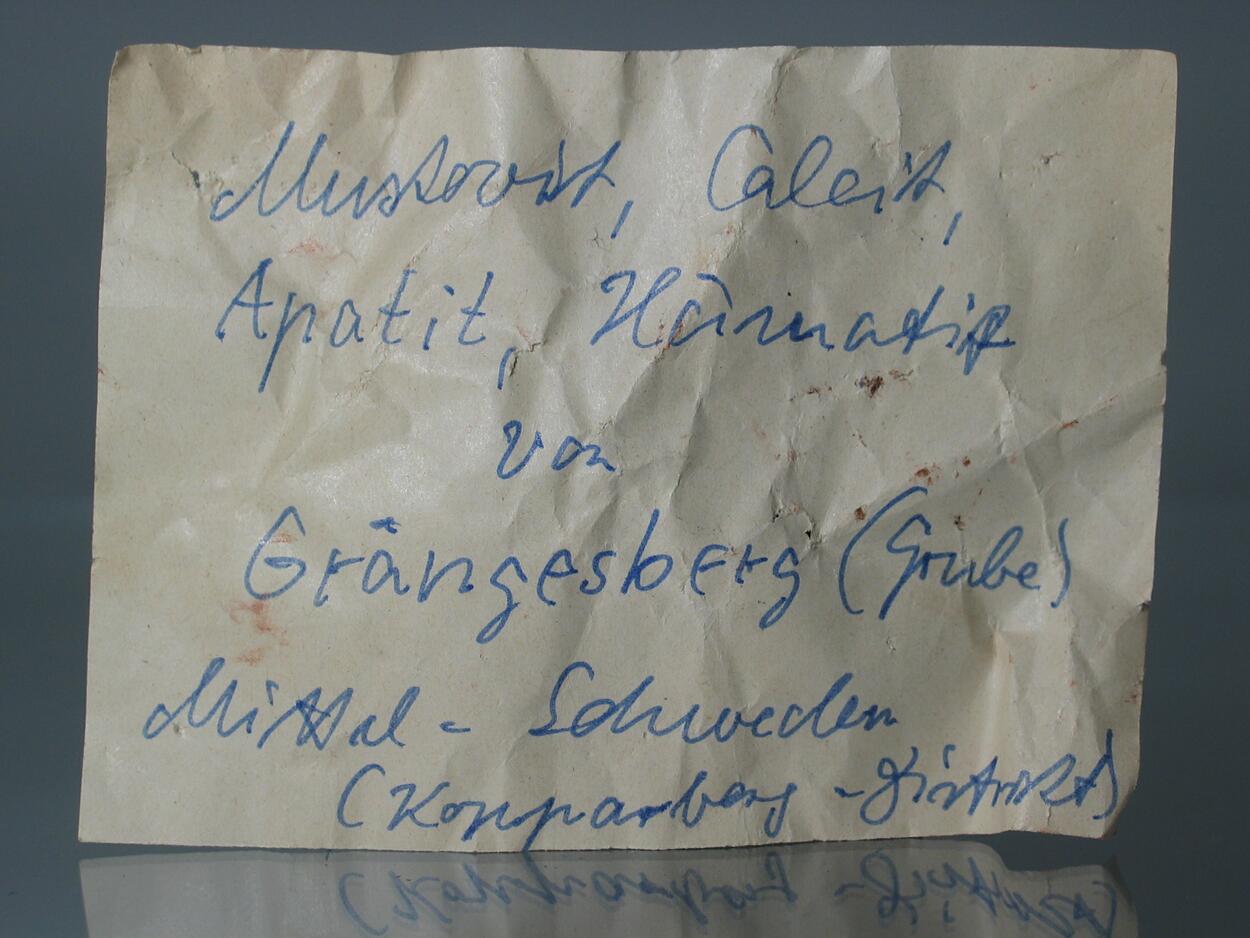 Muskovit, Calcit,
Apatit, Hämatit
von
Grängesberg (Grube)
Mittel - Schweden
(Kopparberg - Distrikt)